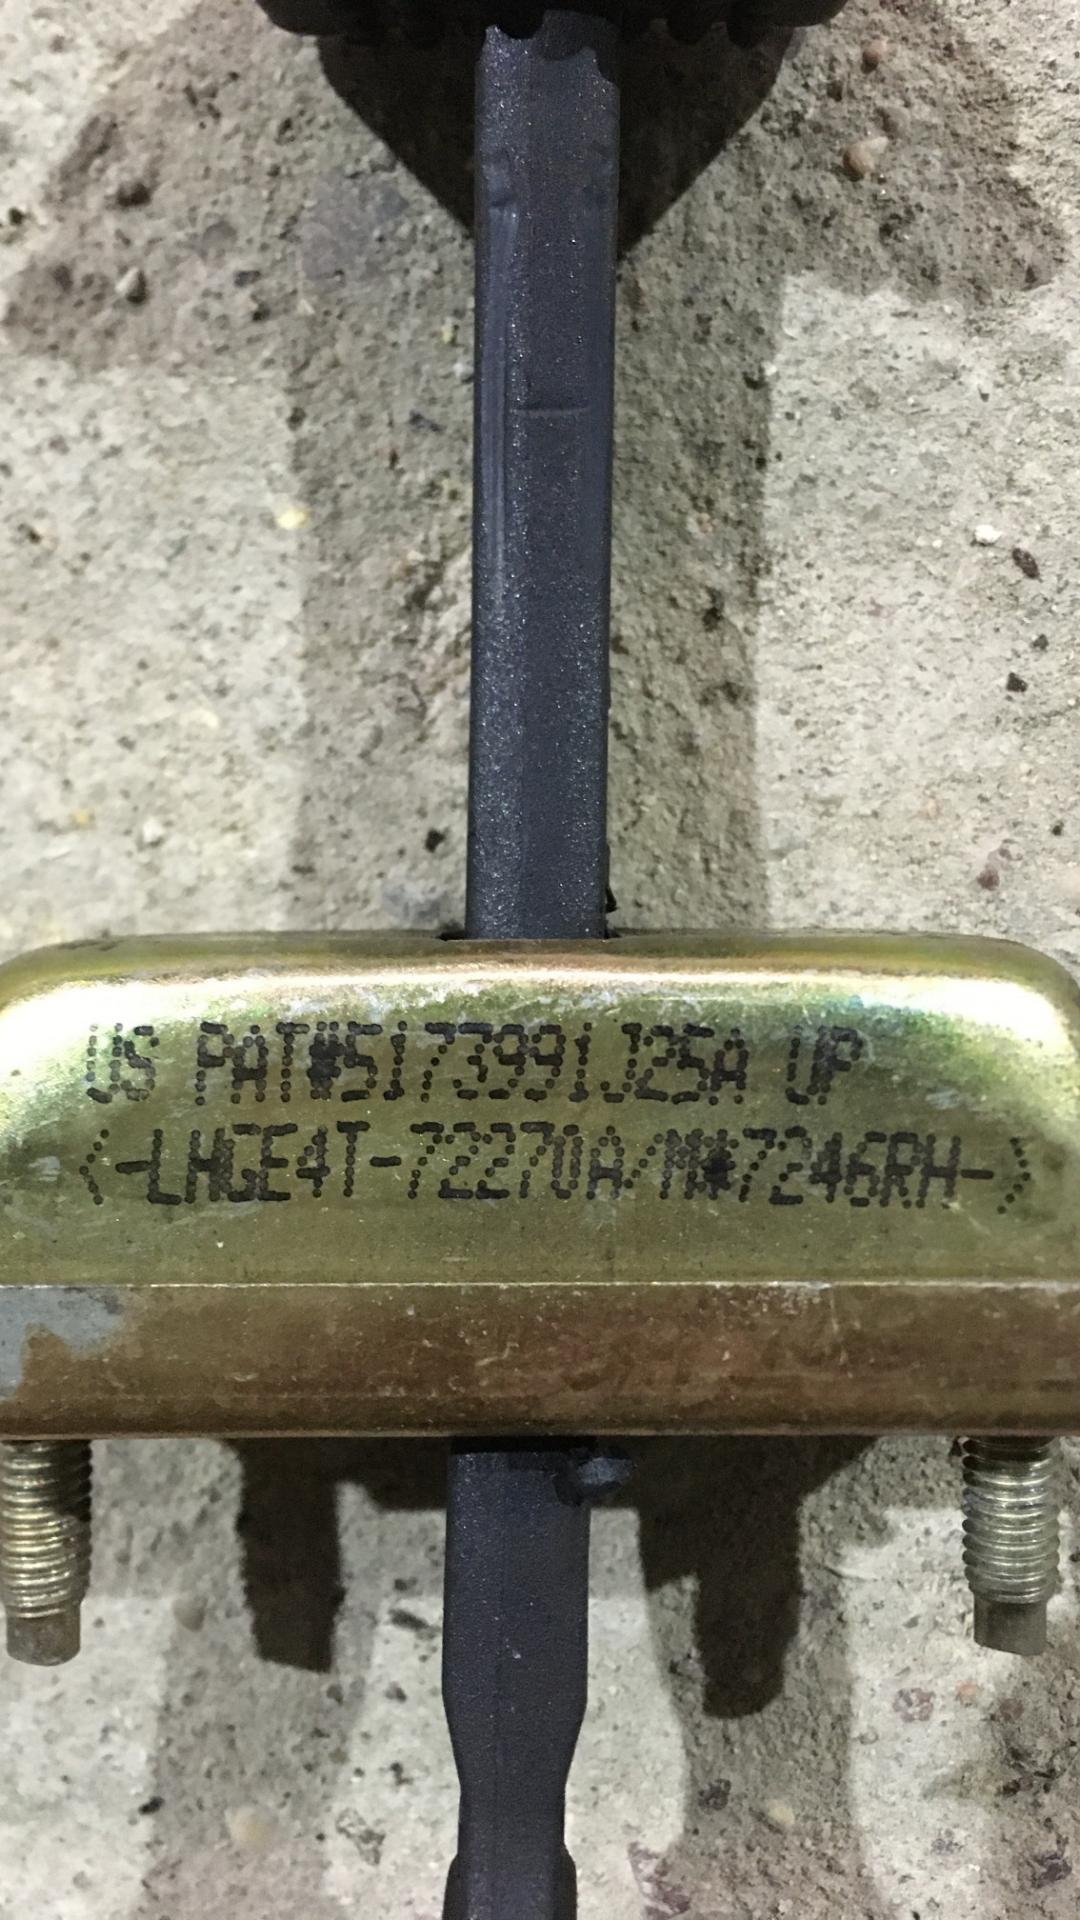 US PAT#5173991J25A UP
<-LHGE4T-72270A/M#7246RH->